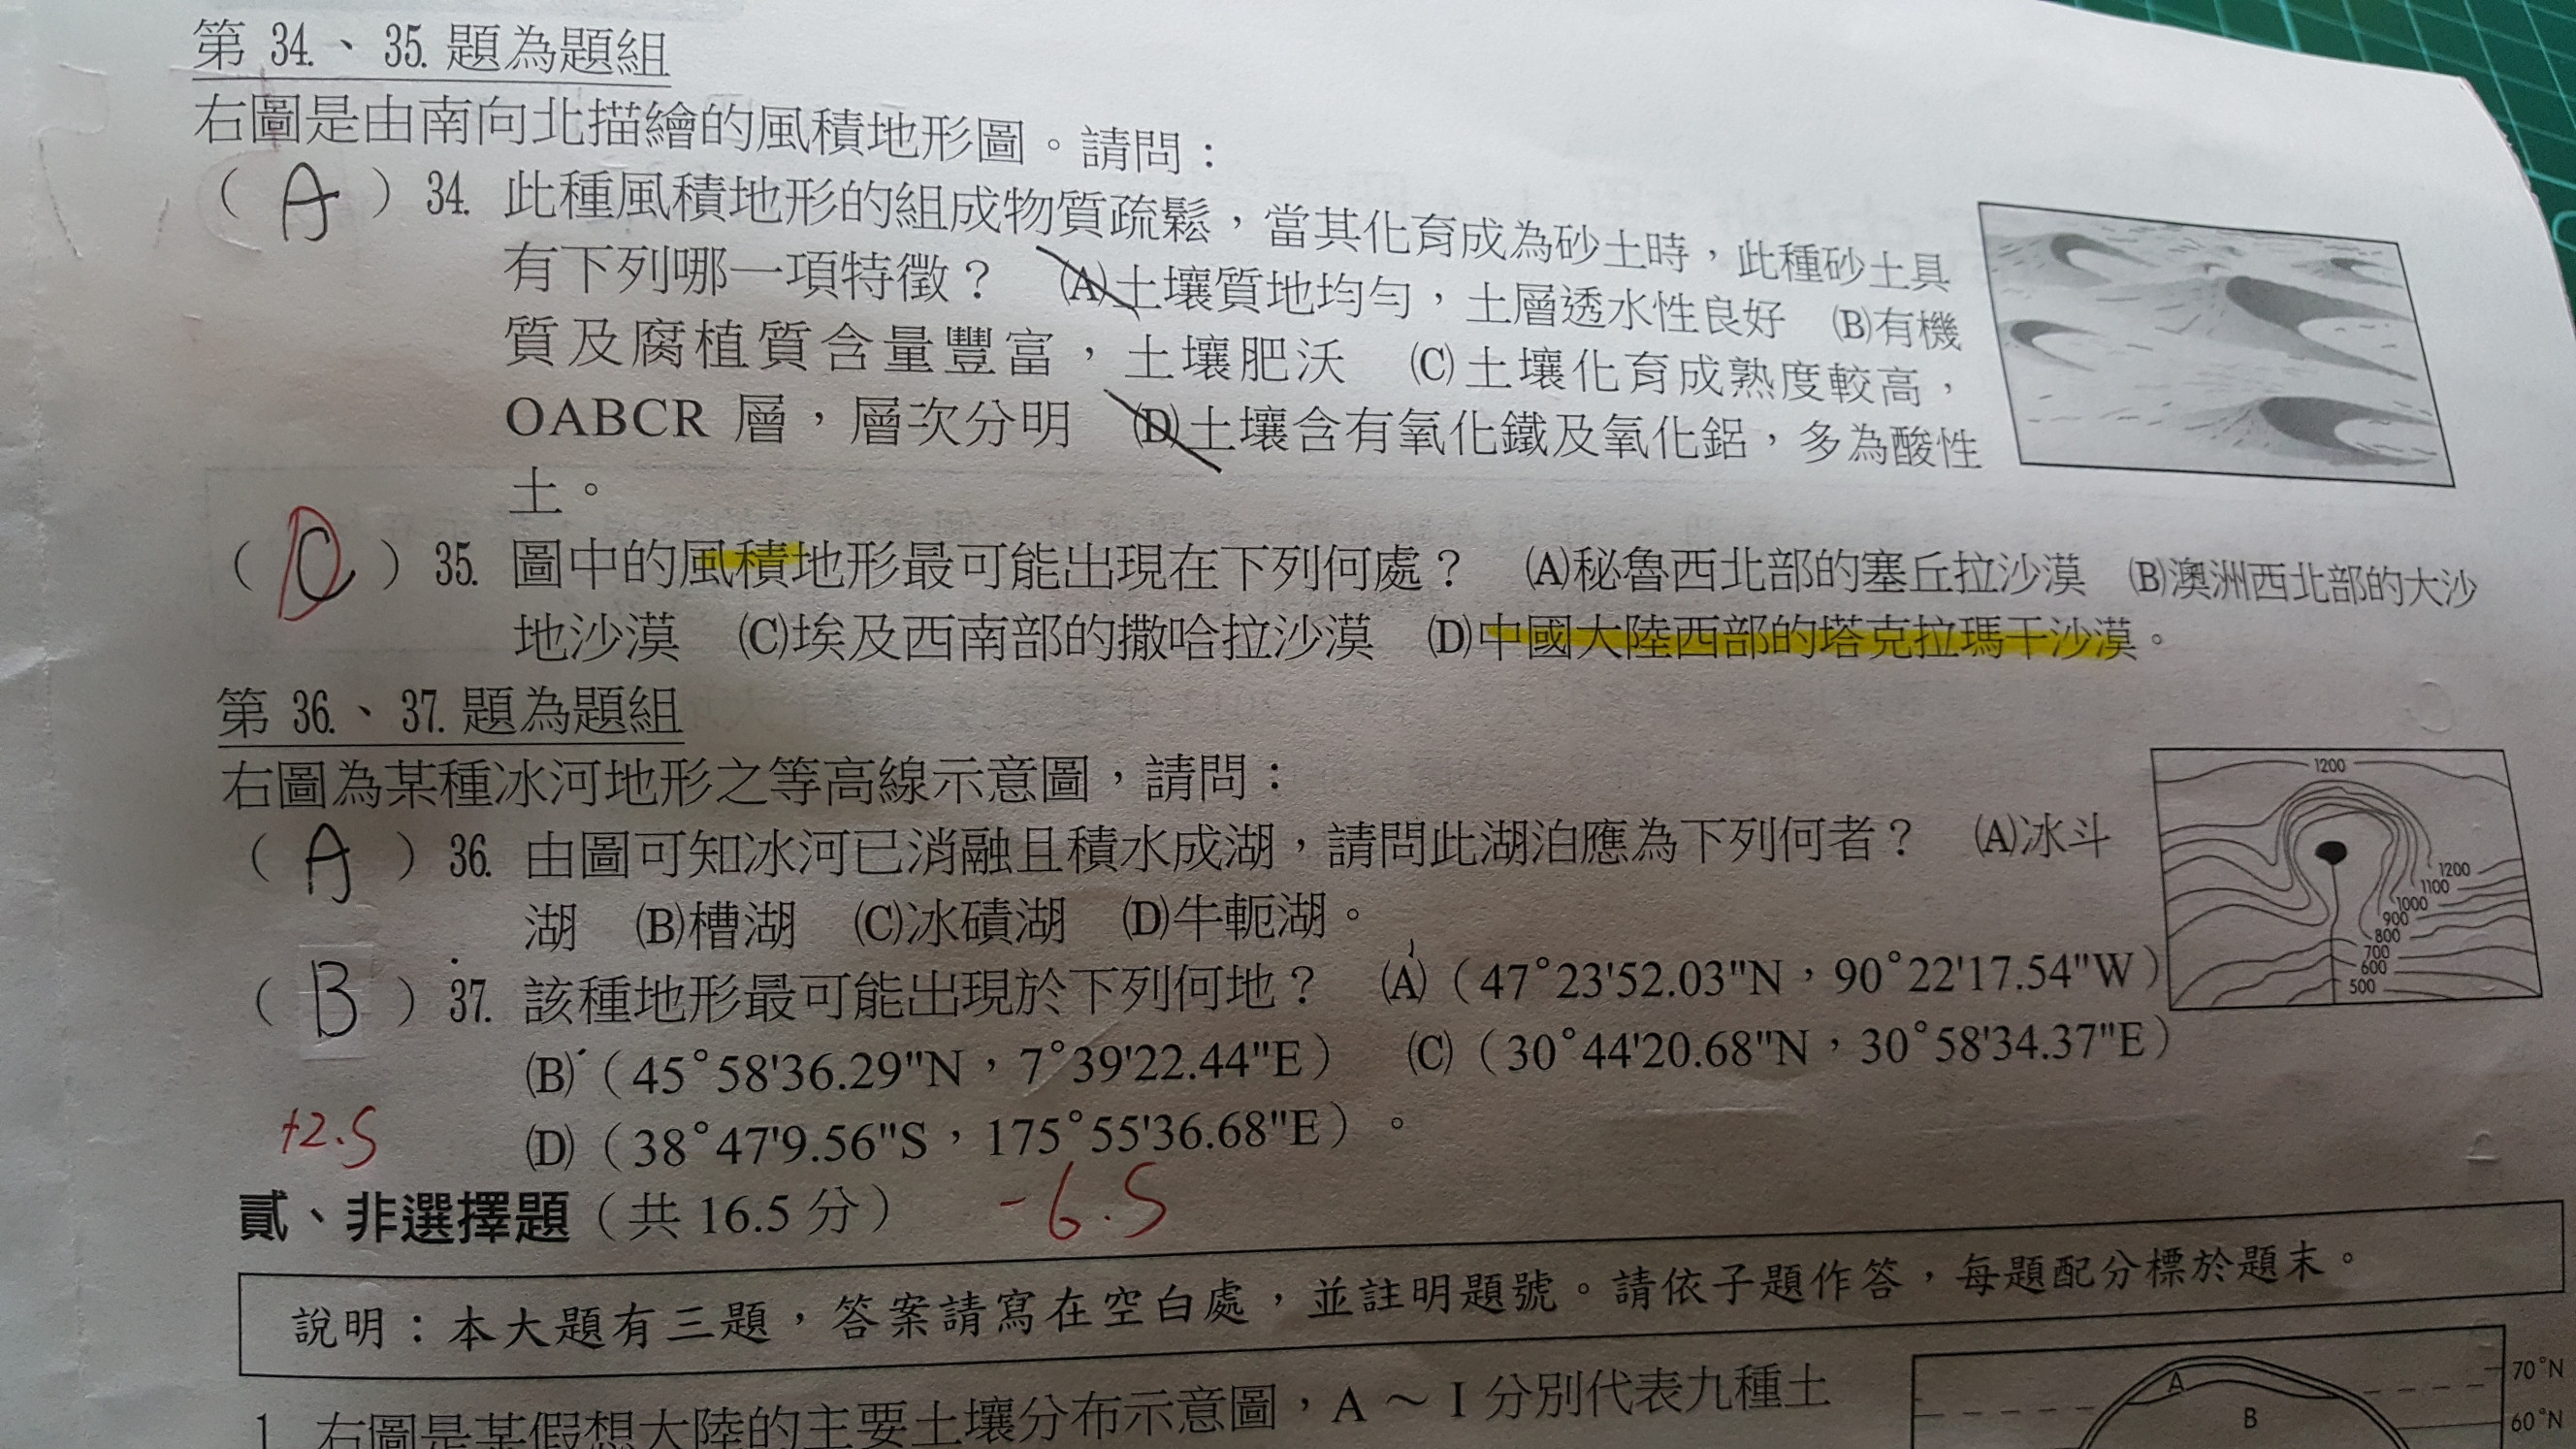 第 34.、35. 題為題組
右圖是由南向北描繪的風積地形圖。請問：
（ A ）34. 此種風積地形的組成物質疏鬆，當其化育成為砂土時，此種砂土具
有下列哪一項特徵？ (A)土壤質地均勻，土層透水性良好 (B)有機
質及腐植質含量豐富，土壤肥沃 (C)土壤化育成熟度較高，
OABCR 層，層次分明 (D)土壤含有氧化鐵及氧化鋁，多為酸性
土。
（ C D ）35. 圖中的風積地形最可能出現在下列何處？ (A)秘魯西北部的塞丘拉沙漠 (B)澳洲西北部的大沙
地沙漠 (C)埃及西南部的撒哈拉沙漠 (D)中國大陸西部的塔克拉瑪干沙漠。
第 36.、37. 題為題組
右圖為某種冰河地形之等高線示意圖，請問：
（ A ）36. 由圖可知冰河已消融且積水成湖，請問此湖泊應為下列何者？ (A)冰斗
湖 (B)槽湖 (C)冰磧湖 (D)牛軛湖。
（ B ）37. 該種地形最可能出現於下列何地？ (A)（47°23'52.03"N，90°22'17.54"W）
(B)（45°58'36.29"N，7°39'22.44"E） (C)（30°44'20.68"N，30°58'34.37"E）
(D)（38°47'9.56"S，175°55'36.68"E）。
1200
1200
1100
1000
900
800
700
600
500
+2.5
貳、非選擇題（共 16.5 分） -6.5
說明：本大題有三題，答案請寫在空白處，並註明題號。請依子題作答，每題配分標於題末。
1. 右圖是某假想大陸的主要土壤分布示意圖，A ～ I 分別代表九種土
70°N
A
B
60°N